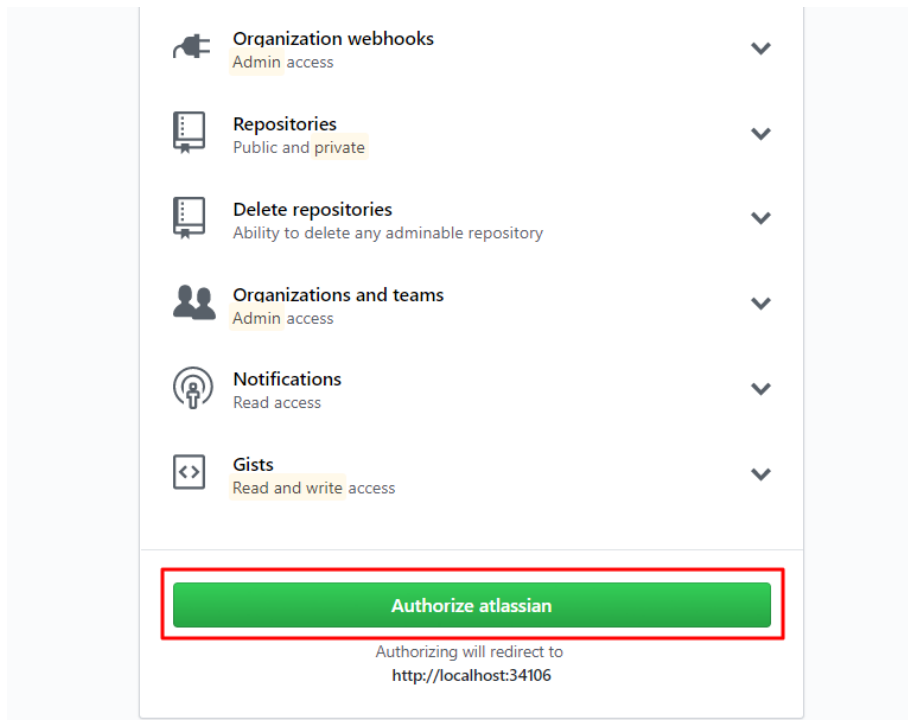 Organization webhooks
Admin access
Repositories
Public and private
Delete repositories
Ability to delete any adminable repository
Organizations and teams
Admin access
Notifications
Read access
Gists
Read and write access
Authorize atlassian
Authorizing will redirect to
http://localhost:34106